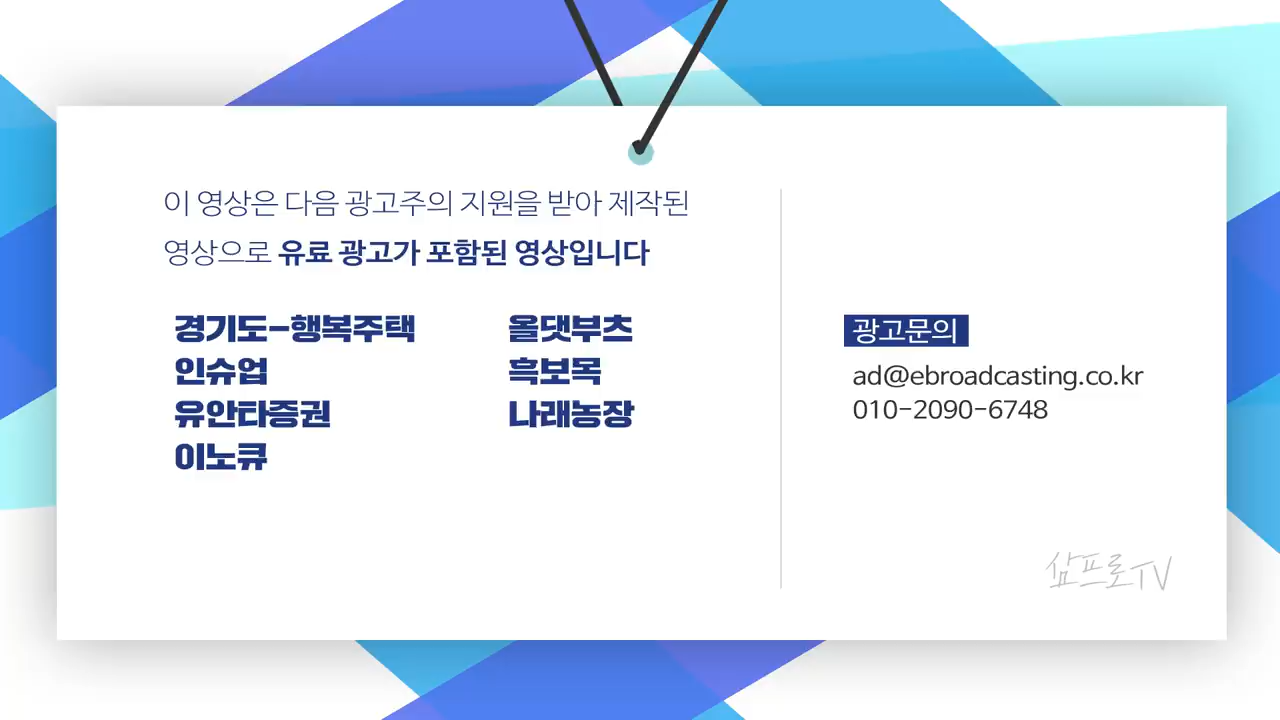 이 영상은 다음 광고주의 지원을 받아 제작된
영상으로 유료 광고가 포함된 영상입니다
경기도-행복주택
인슈업
유안타증권
이노큐
올댓부츠
흑보목
나래농장
광고문의
ad@ebroadcasting.co.kr
010-2090-6748
삼프로TV